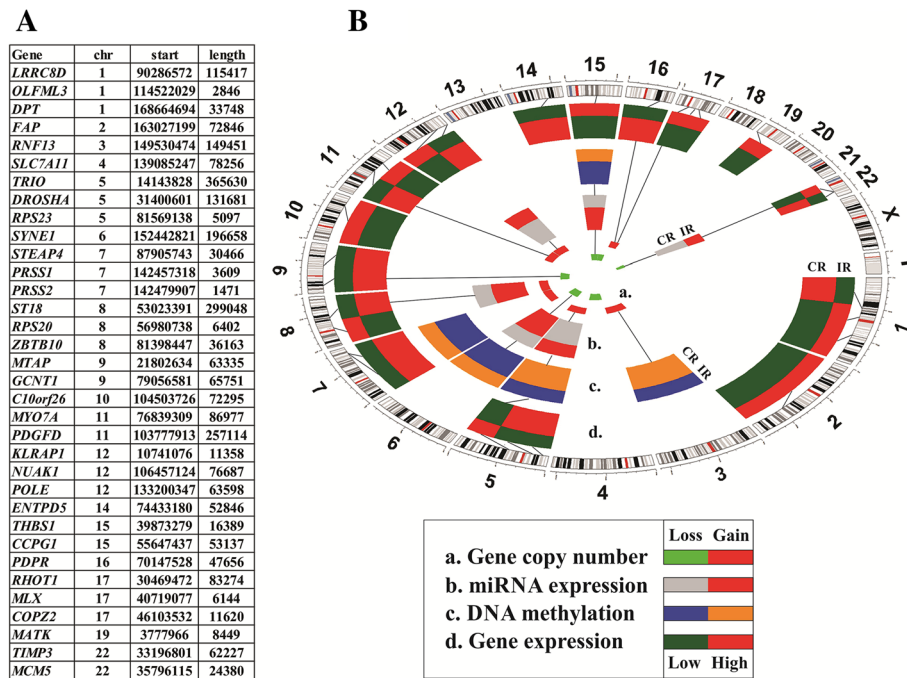 A
Gene chr start length
LRRC8D 1 90286572 115417
OLFML3 1 114522029 2846
DPT 1 168664694 33748
FAP 2 163027199 72846
RNF13 3 149530474 149451
SLC7A11 4 139085247 78256
TRIO 5 14143828 365630
DROSHA 5 31400601 131681
RPS23 5 81569138 5097
SYNE1 6 152442821 196658
STEAP4 7 87905743 30466
PRSS1 7 142457318 3609
PRSS2 7 142479907 1471
ST18 8 53023391 299048
RPS20 8 56980738 6402
ZBTB10 8 81398447 36163
MTAP 9 21802634 63335
GCNT1 9 79056581 65751
C10orf26 10 104503726 72295
MYO7A 11 76839309 86977
PDGFD 11 103777913 257114
KLRAP1 12 10741076 11358
NUAK1 12 106457124 76687
POLE 12 133200347 63598
ENTPD5 14 74433180 52846
THBS1 15 39873279 16389
CCPG1 15 55647437 53137
PDPR 16 70147528 47656
RHOT1 17 30469472 83274
MLX 17 40719077 6144
COPZ2 17 46103532 11620
MATK 19 3777966 8449
TIMP3 22 33196801 62227
MCM5 22 35796115 24380
B
1
2
3
4
5
6
7
8
9
10
11
12
13
14
15
16
17
18
19
20
21
22
X
Y
CR IR
CR IR
CR IR
a.
b.
c.
d.
Loss Gain
a. Gene copy number
b. miRNA expression
c. DNA methylation
d. Gene expression
Low High